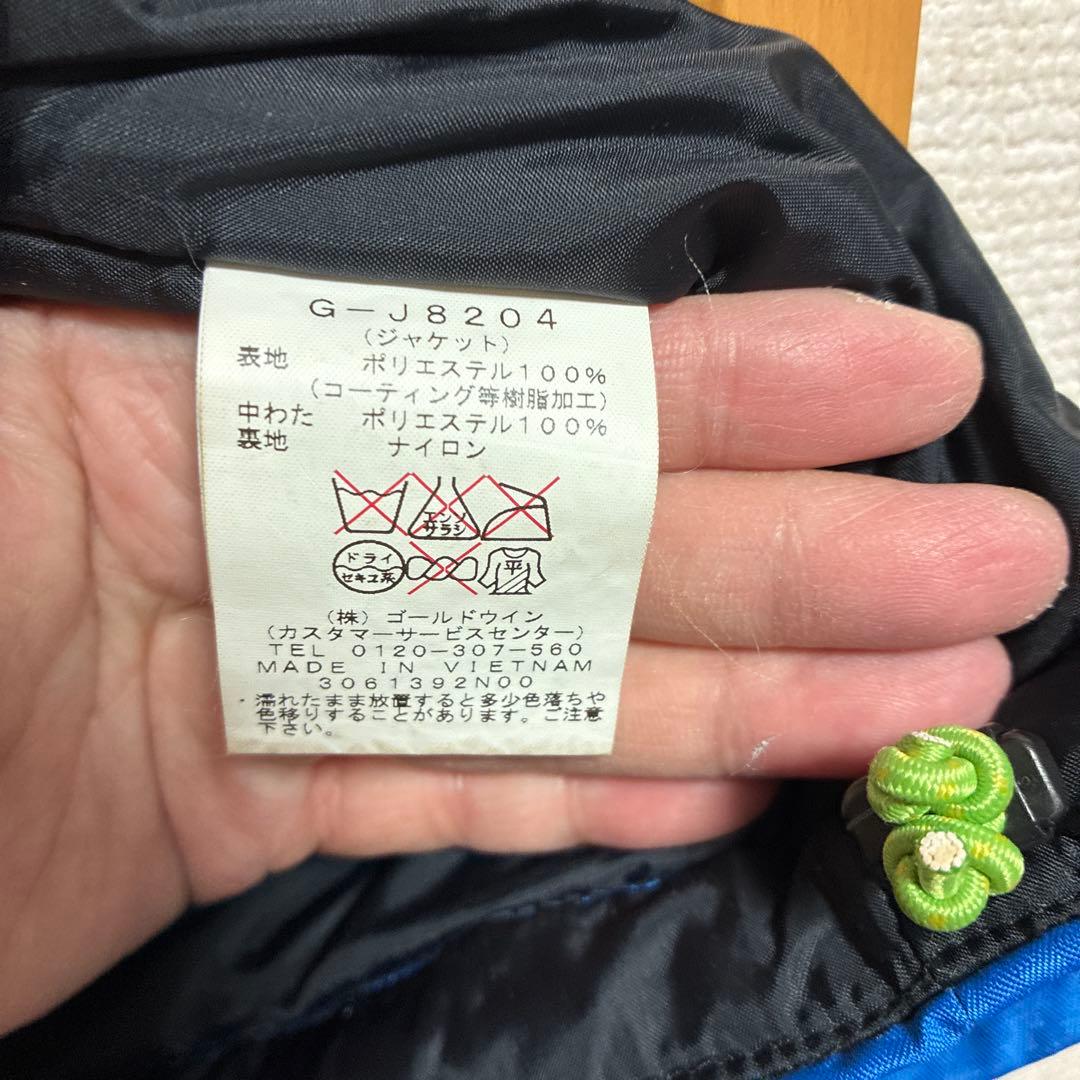 G-J8204
(ジャケット)
表地 ポリエステル100%
(コーティング等樹脂加工)
中わた ポリエステル100%
裏地 ナイロン
エンソ
サラシ
ドライ
セキユ系
平
(株) ゴールドウイン
(カスタマーサービスセンター)
TEL 0120-307-560
MADE IN VIETNAM
3061392N00
・濡れたまま放置すると多少色落ちや
色移りすることがあります。ご注意
下さい。